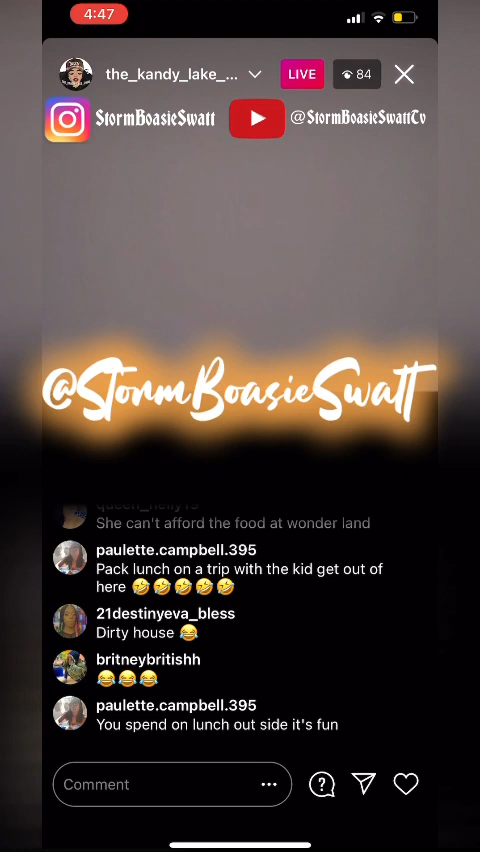 4:47
the_kandy_lake_...
LIVE
84
StormBoasieSwatt
@StormBoasieSwattTv
@StormBoasieSwatt
She can't afford the food at wonder land
paulette.campbell.395
Pack lunch on a trip with the kid get out of
here 🤣🤣🤣🤣🤣
21destinyeva_bless
Dirty house 😂
britneybritishh
😂😂😂
paulette.campbell.395
You spend on lunch out side it's fun
Comment